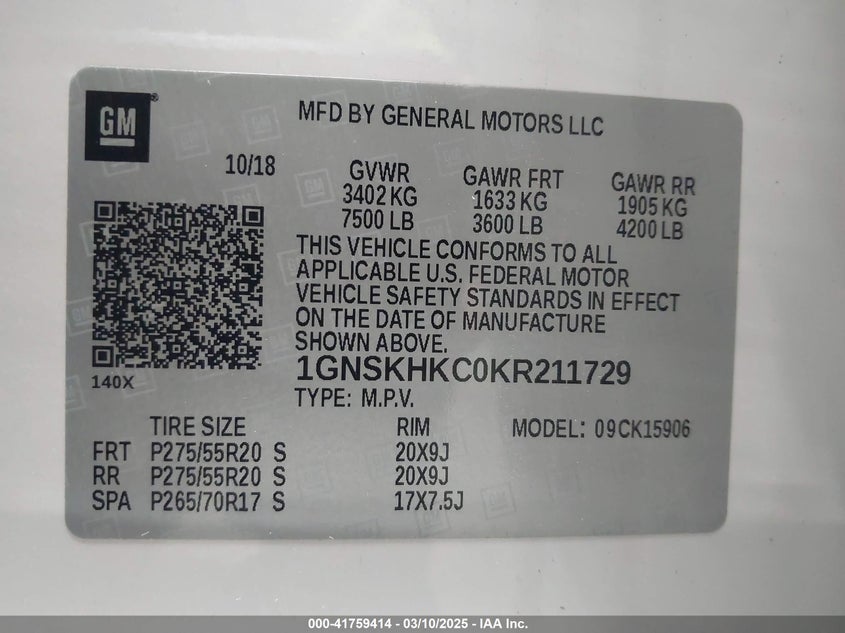 GM®
MFD BY GENERAL MOTORS LLC
10/18
GVWR GAWR FRT GAWR RR
3402 KG 1633 KG 1905 KG
7500 LB 3600 LB 4200 LB
THIS VEHICLE CONFORMS TO ALL
APPLICABLE U.S. FEDERAL MOTOR
VEHICLE SAFETY STANDARDS IN EFFECT
ON THE DATE OF MANUFACTURE
SHOWN ABOVE.
1GNSKHKC0KR211729
140X
TYPE: M.P.V.
TIRE SIZE RIM MODEL: 09CK15906
FRT P275/55R20 S 20X9J
RR P275/55R20 S 20X9J
SPA P265/70R17 S 17X7.5J
000-41759414 - 03/10/2025 - IAA Inc.